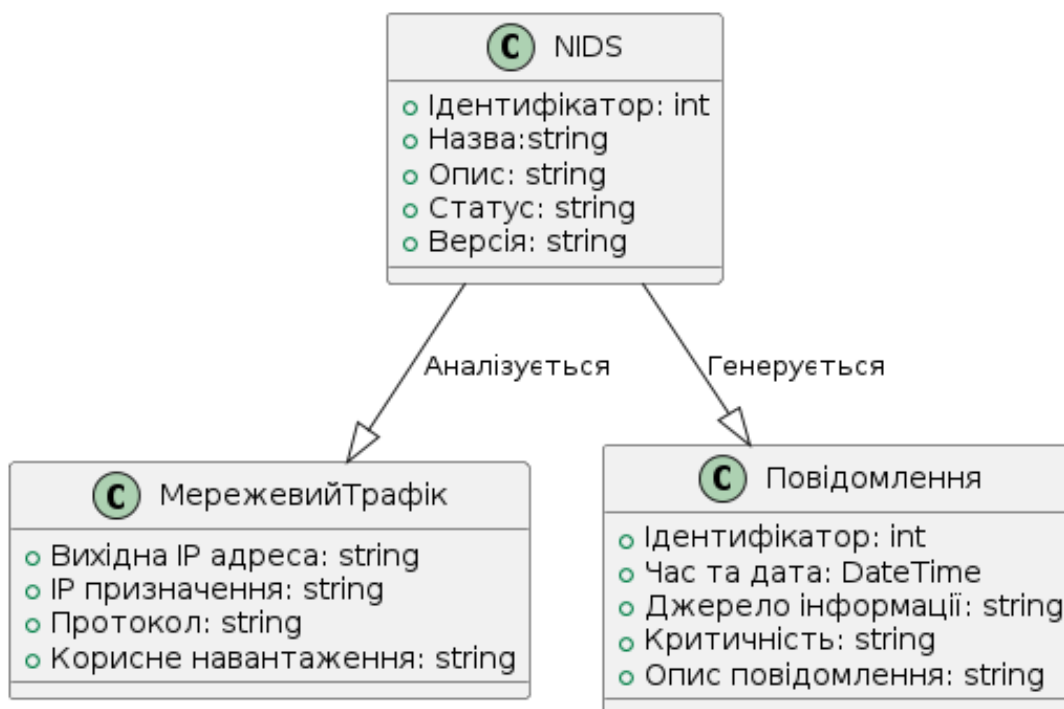 C NIDS
Ідентифікатор: int
Назва:string
Опис: string
Статус: string
Версія: string
Аналізується
Генерується
C МережевийТрафік
Вихідна IP адреса: string
IP призначення: string
Протокол: string
Корисне навантаження: string
C Повідомлення
Ідентифікатор: int
Час та дата: DateTime
Джерело інформації: string
Критичність: string
Опис повідомлення: string